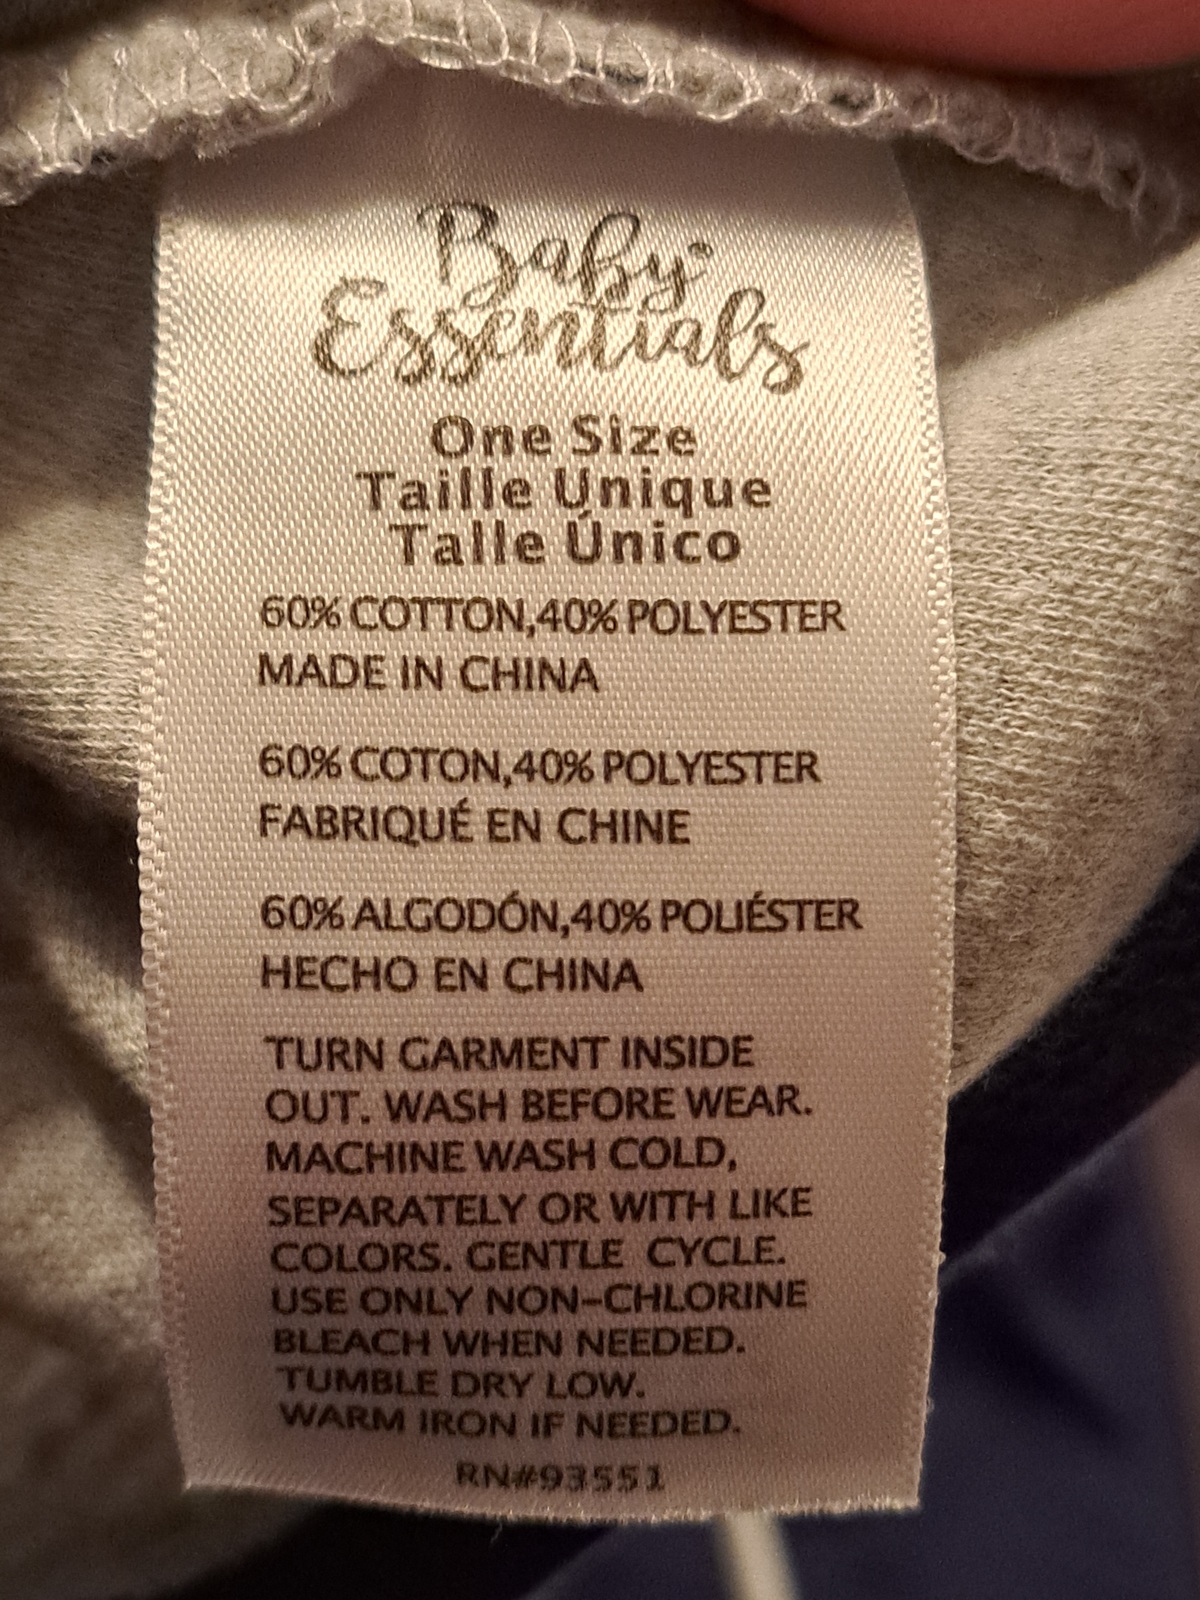 Baby
Essentials
One Size
Taille Unique
Talle Único
60% COTTON,40% POLYESTER
MADE IN CHINA
60% COTON,40% POLYESTER
FABRIQUÉ EN CHINE
60% ALGODÓN,40% POLIÉSTER
HECHO EN CHINA
TURN GARMENT INSIDE
OUT. WASH BEFORE WEAR.
MACHINE WASH COLD,
SEPARATELY OR WITH LIKE
COLORS. GENTLE CYCLE.
USE ONLY NON-CHLORINE
BLEACH WHEN NEEDED.
TUMBLE DRY LOW.
WARM IRON IF NEEDED.
RN#93551